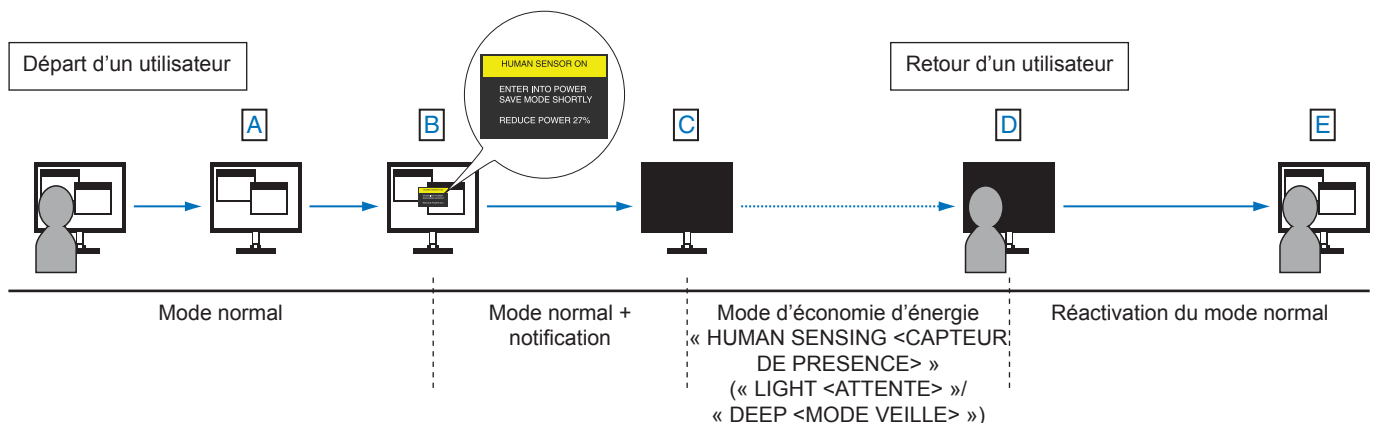 Départ d’un utilisateur
HUMAN SENSOR ON
ENTER INTO POWER
SAVE MODE SHORTLY
REDUCE POWER 27%
Retour d’un utilisateur
A
B
C
D
E
Mode normal
Mode normal +
notification
Mode d’économie d’énergie
« HUMAN SENSING <CAPTEUR
DE PRESENCE> »
(« LIGHT <ATTENTE> »/
« DEEP <MODE VEILLE> »)
Réactivation du mode normal